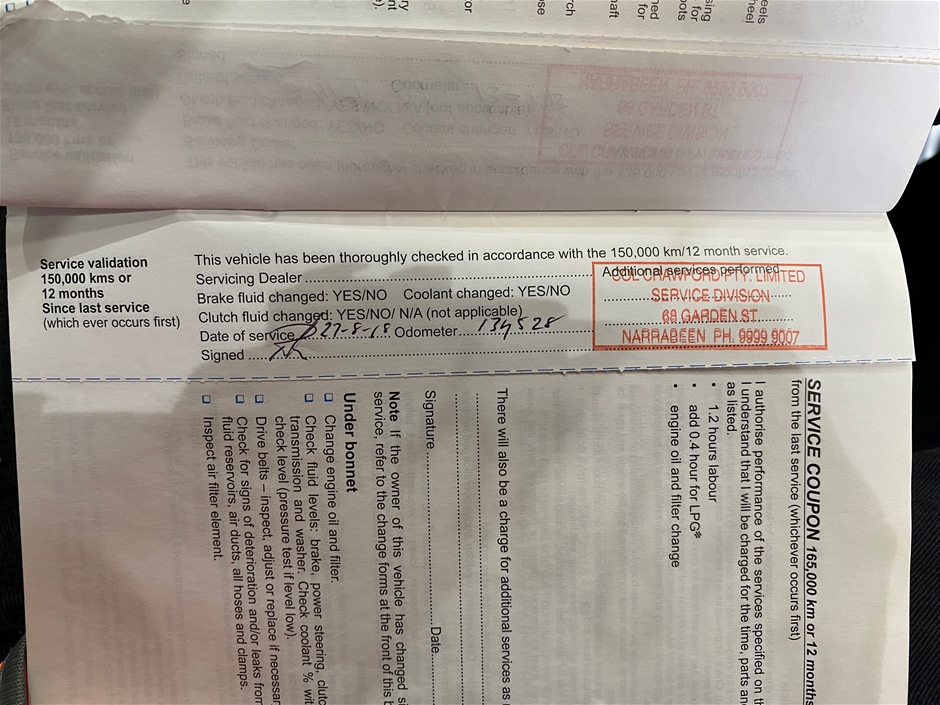 Service validation
150,000 kms or
12 months
Since last service
(which ever occurs first)
This vehicle has been thoroughly checked in accordance with the 150,000 km/12 month service.
Servicing Dealer
Additional services performed
Brake fluid changed: YES/NO Coolant changed: YES/NO
Clutch fluid changed: YES/NO/ N/A (not applicable)
Date of service 27-8-18 Odometer 134528
Signed
COL CRAWFORD PTY. LIMITED
SERVICE DIVISION
69 GARDEN ST.
NARRABEEN PH. 9999 9007
SERVICE COUPON 165,000 km or 12 months
from the last service (whichever occurs first)
I authorise performance of the services specified on
I understand that I will be charged for the time, parts
as listed.
• 1.2 hours labour
• add 0.4 hour for LPG*
• engine oil and filter change
There will also be a charge for additional services as
Signature Date
Note If the owner of this vehicle has changed
service, refer to the change forms at the front of this
Under bonnet
Change engine oil and filter.
Check fluid levels: brake, power steering,
transmission and washer. Check coolant %
check level (pressure test if level low).
Drive belts – inspect, adjust or replace if
Check for signs of deterioration and/or leaks
fluid reservoirs, air ducts, all hoses and clamps.
Inspect air filter element.